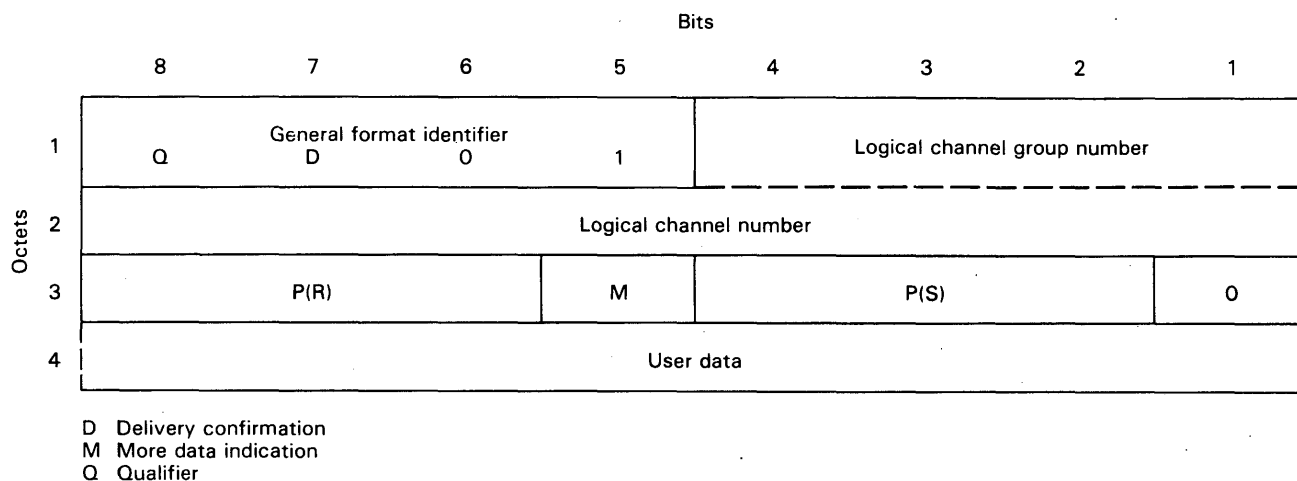 Bits
8 7 6 5 4 3 2 1
Octets
1
General format identifier
Q D 0 1
Logical channel group number
2
Logical channel number
3
P(R) M P(S) 0
4
User data
D Delivery confirmation
M More data indication
Q Qualifier